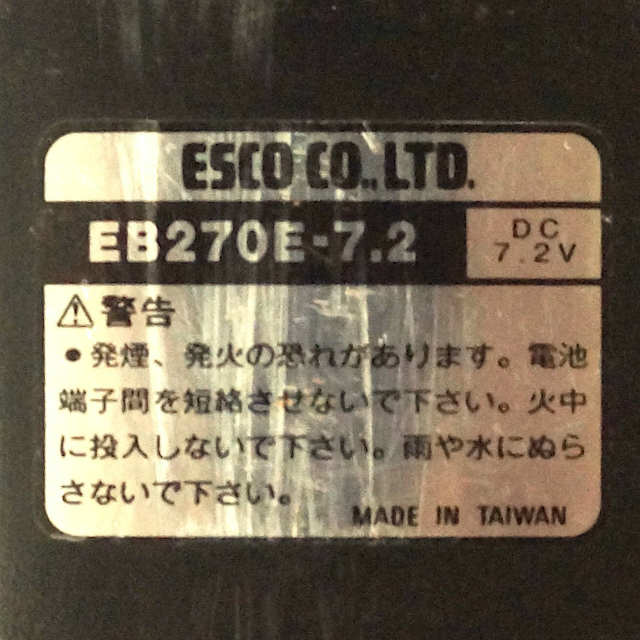 ESCO CO.,LTD.
EB270E-7.2
DC
7.2V
⚠警告
●発煙、発火の恐れがあります。電池
端子間を短絡させないで下さい。火中
に投入しないで下さい。雨や水にぬら
さないで下さい。
MADE IN TAIWAN